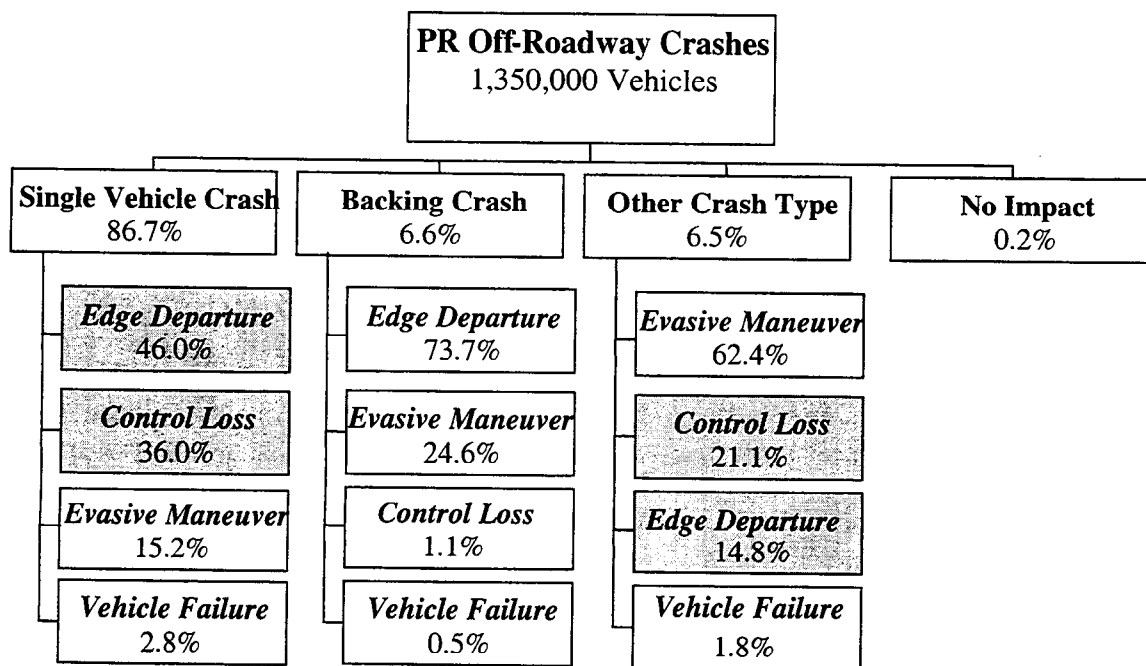 PR Off-Roadway Crashes
1,350,000 Vehicles
Single Vehicle Crash
86.7%
Edge Departure
46.0%
Control Loss
36.0%
Evasive Maneuver
15.2%
Vehicle Failure
2.8%
Backing Crash
6.6%
Edge Departure
73.7%
Evasive Maneuver
24.6%
Control Loss
1.1%
Vehicle Failure
0.5%
Other Crash Type
6.5%
Evasive Maneuver
62.4%
Control Loss
21.1%
Edge Departure
14.8%
Vehicle Failure
1.8%
No Impact
0.2%